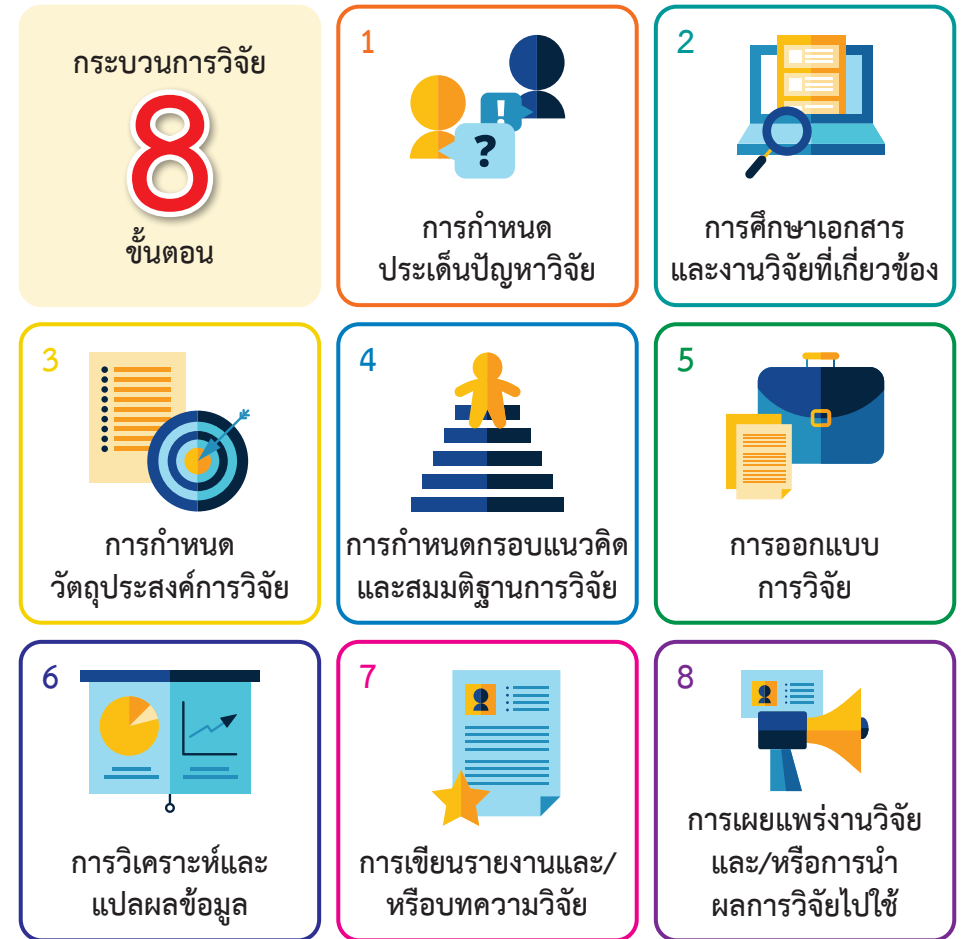 กระบวนการวิจัย
8
ขั้นตอน
1
การกำหนด
ประเด็นปัญหาวิจัย
2
การศึกษาเอกสาร
และงานวิจัยที่เกี่ยวข้อง
3
การกำหนด
วัตถุประสงค์การวิจัย
4
การกำหนดกรอบแนวคิด
และสมมติฐานการวิจัย
5
การออกแบบ
การวิจัย
6
การวิเคราะห์และ
แปลผลข้อมูล
7
การเขียนรายงานและ/
หรือบทความวิจัย
8
การเผยแพร่งานวิจัย
และ/หรือการนำ
ผลการวิจัยไปใช้